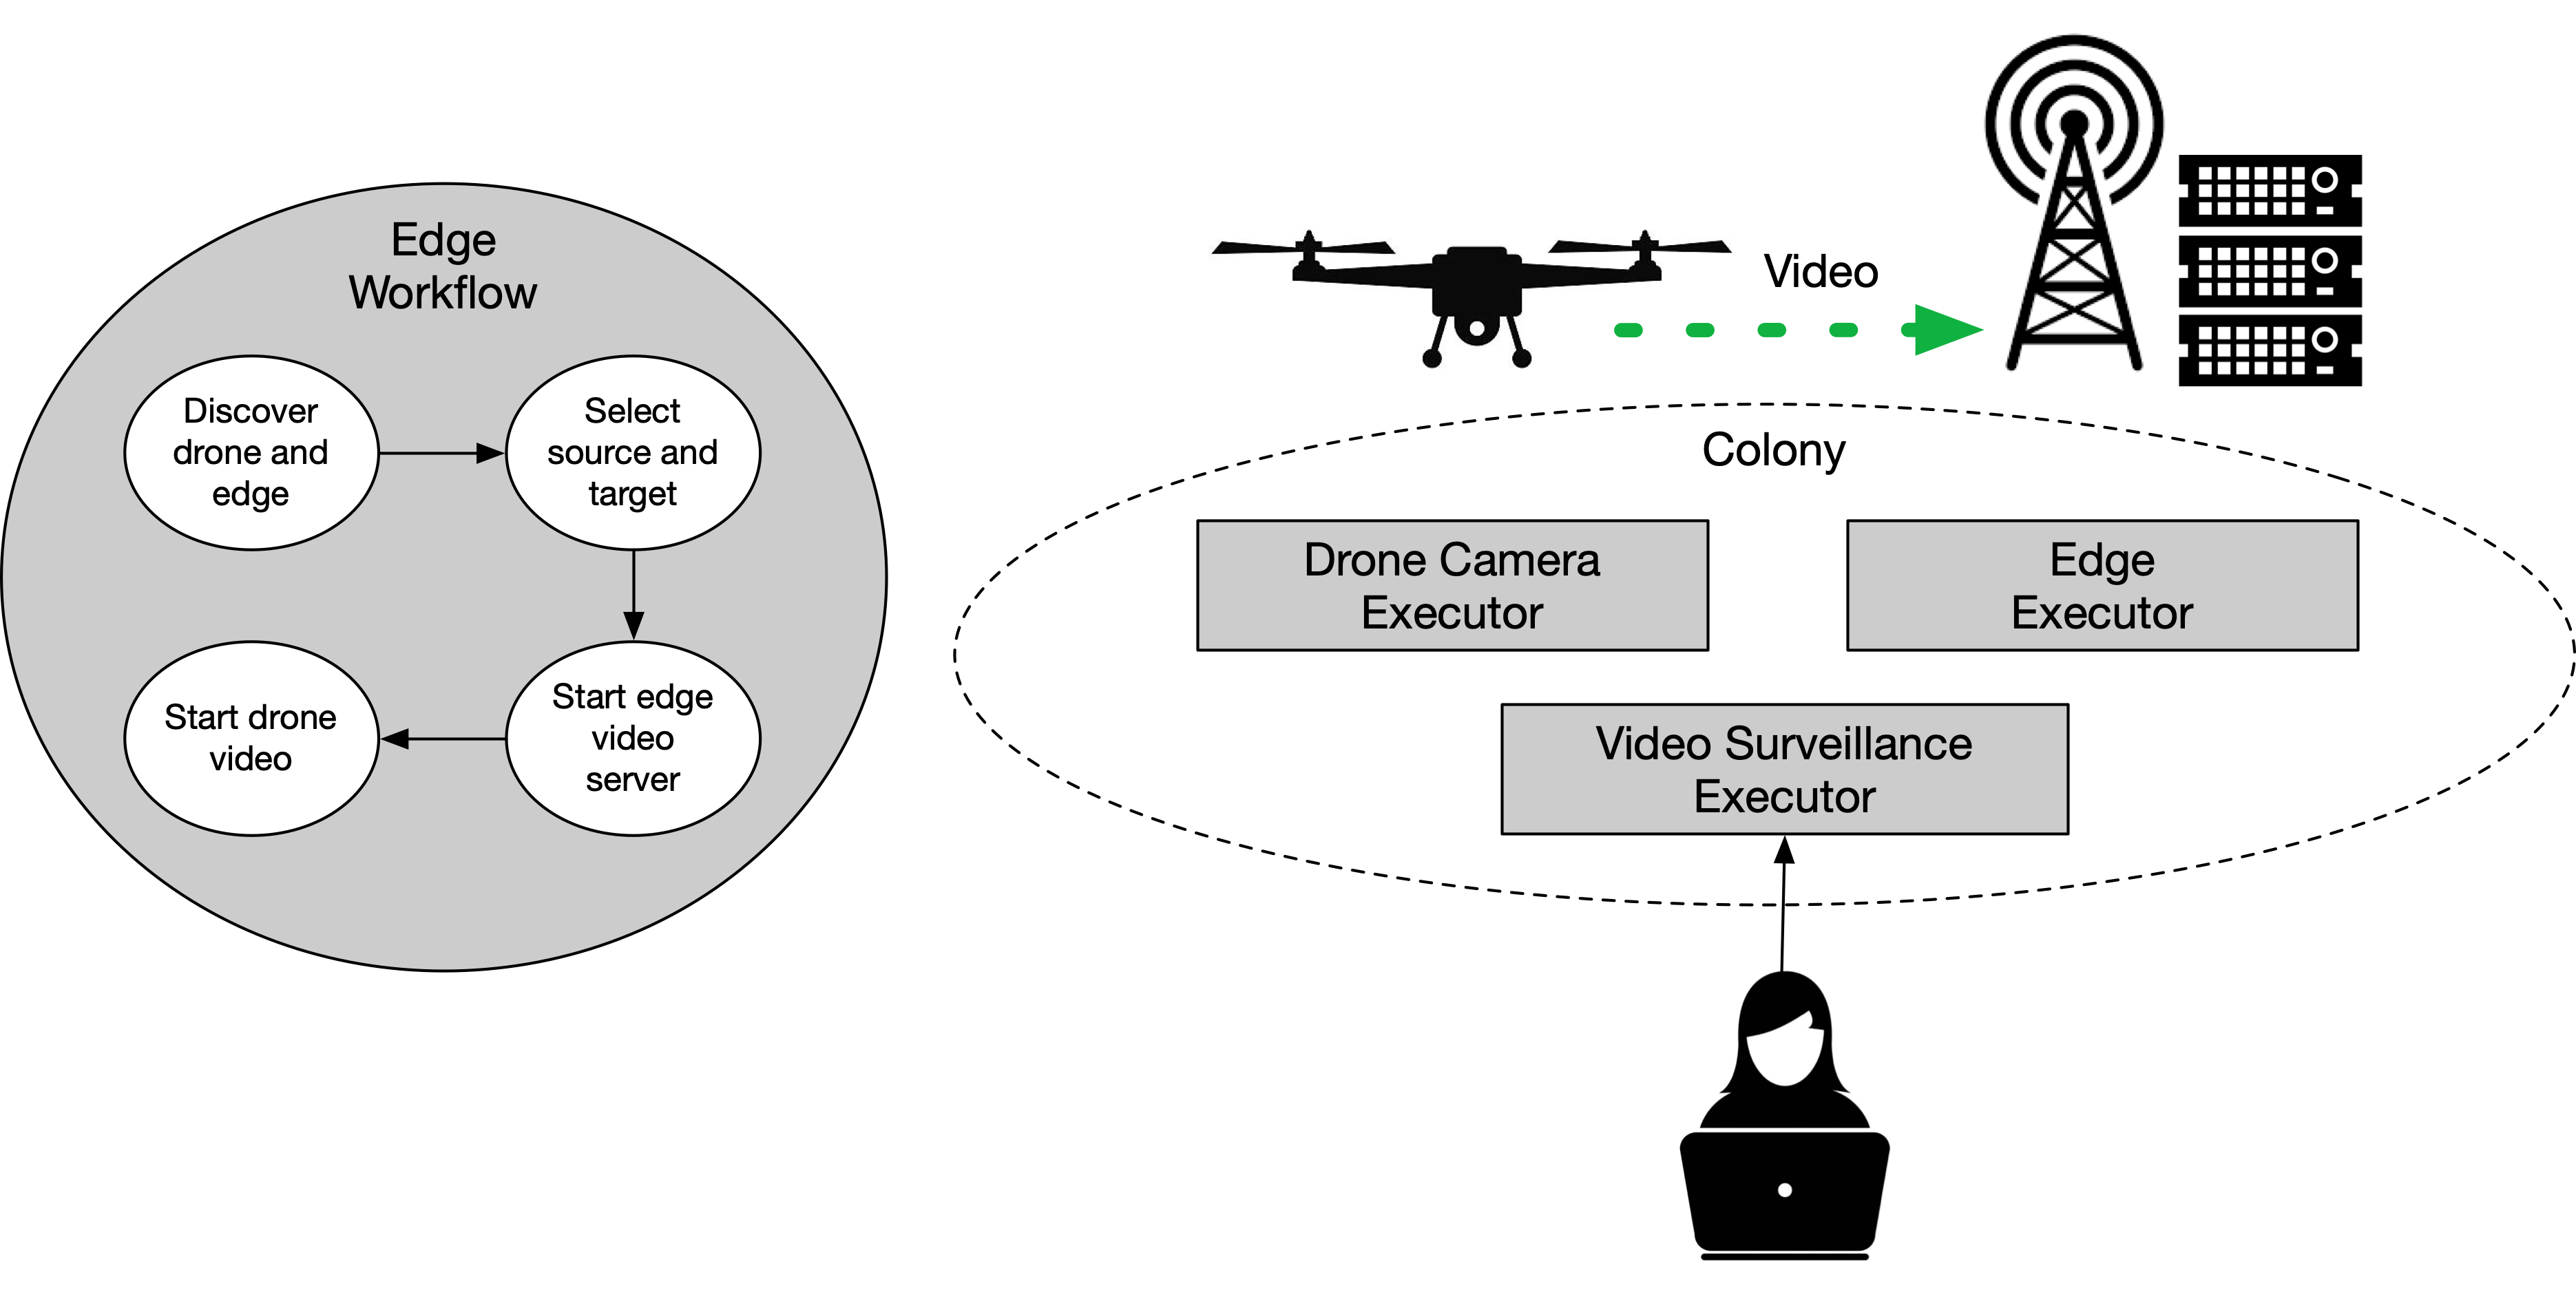 Edge
Workflow
Discover
drone and
edge
Select
source and
target
Start edge
video
server
Start drone
video
Video
Colony
Drone Camera
Executor
Edge
Executor
Video Surveillance
Executor